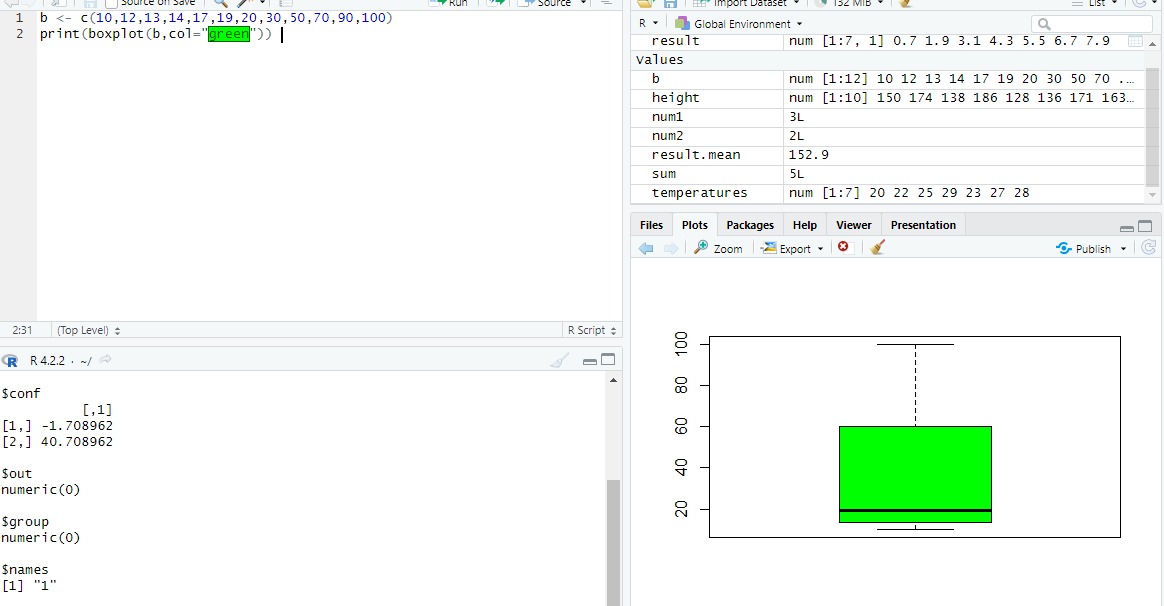 Source on Save Run Source
1 b <- c(10,12,13,14,17,19,20,30,50,70,90,100)
2 print(boxplot(b,col="green"))
2:31 (Top Level) R Script
R 4.2.2 · ~/
$conf
[,1]
[1,] -1.708962
[2,] 40.708962
$out
numeric(0)
$group
numeric(0)
$names
[1] "1"
Import Dataset 132 MiB List
R Global Environment
result num [1:7, 1] 0.7 1.9 3.1 4.3 5.5 6.7 7.9
Values
b num [1:12] 10 12 13 14 17 19 20 30 50 70 ...
height num [1:10] 150 174 138 186 128 136 171 163…
num1 3L
num2 2L
result.mean 152.9
sum 5L
temperatures num [1:7] 20 22 25 29 23 27 28
Files Plots Packages Help Viewer Presentation
Zoom Export Publish
100
80
60
40
20